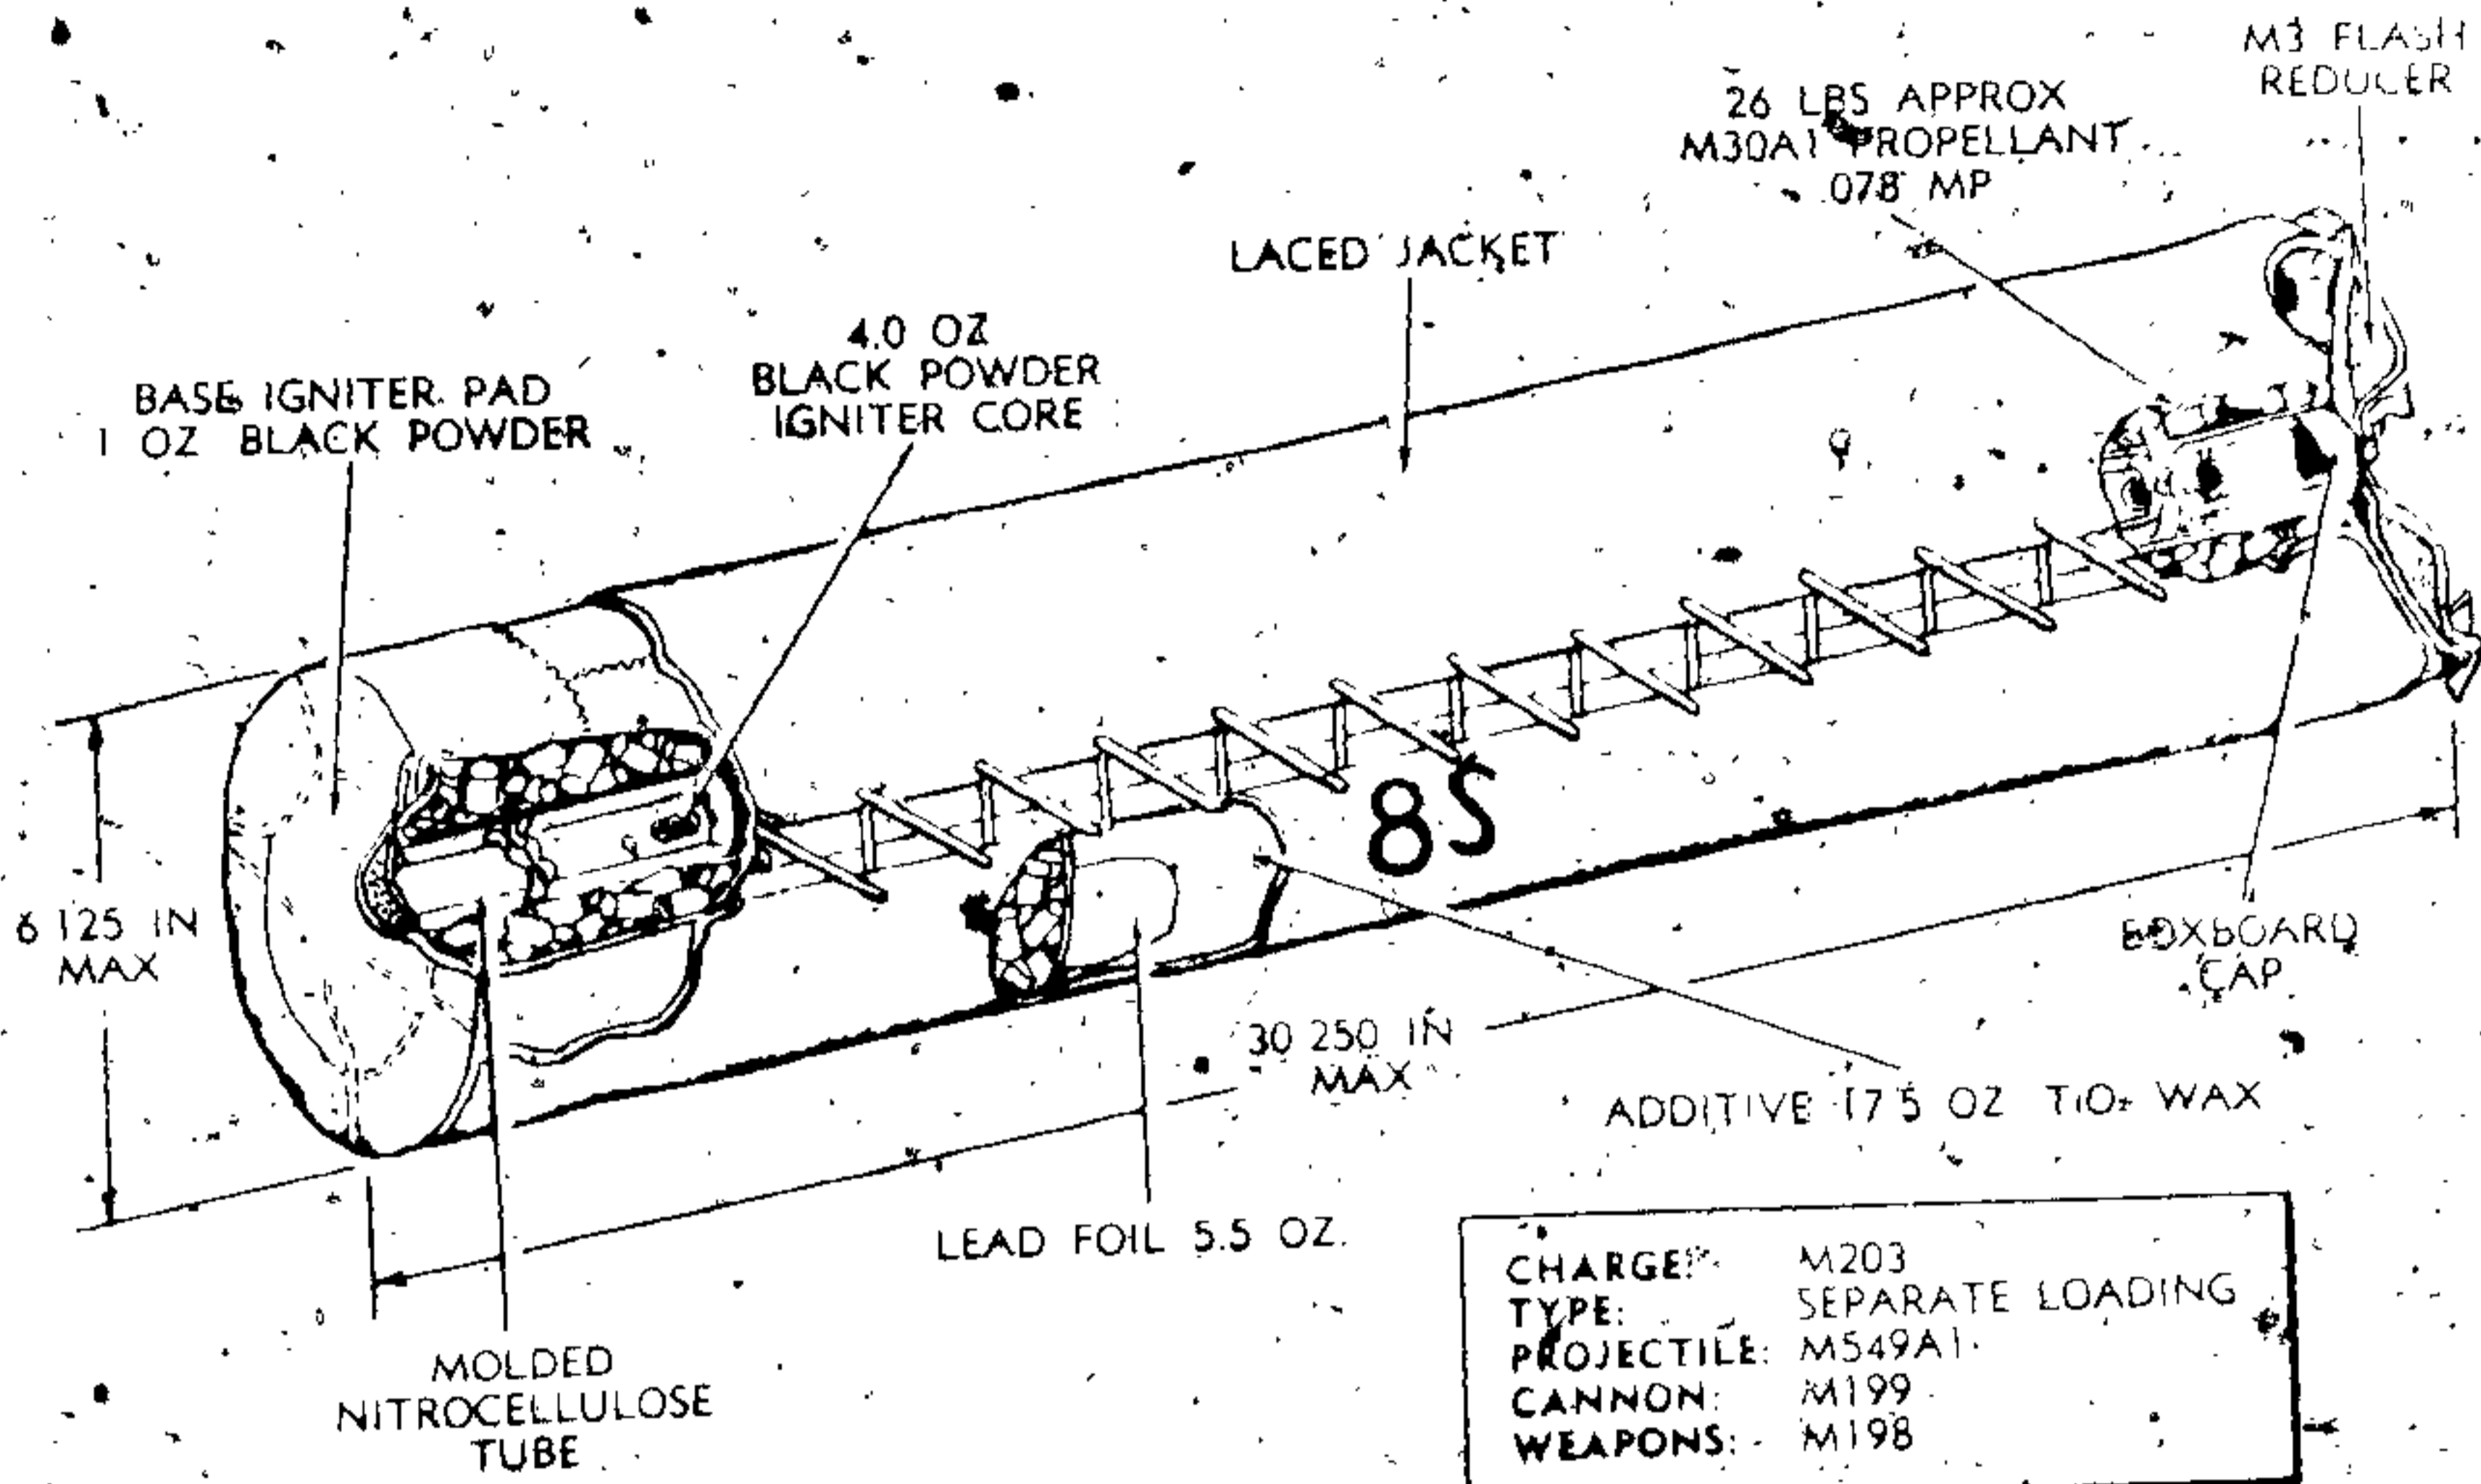 M3 FLASH
REDUCER
26 LBS APPROX
M30A1 PROPELLANT
.078 MP
LACED JACKET
4.0 OZ
BLACK POWDER
IGNITER CORE
BASE IGNITER PAD
1 OZ BLACK POWDER
8S
6 125 IN
MAX
BOXBOARD
CAP
30 250 IN
MAX
ADDITIVE 17 5 OZ TiO₂ WAX
LEAD FOIL 5.5 OZ.
MOLDED
NITROCELLULOSE
TUBE
CHARGE: M203
TYPE: SEPARATE LOADING
PROJECTILE: M549A1
CANNON: M199
WEAPONS: M198